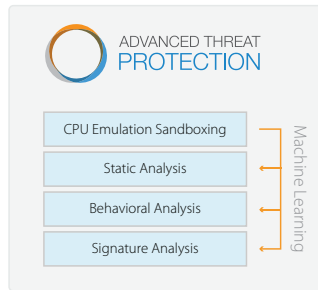 ADVANCED THREAT
PROTECTION
CPU Emulation Sandboxing
Static Analysis
Behavioral Analysis
Signature Analysis
Machine Learning